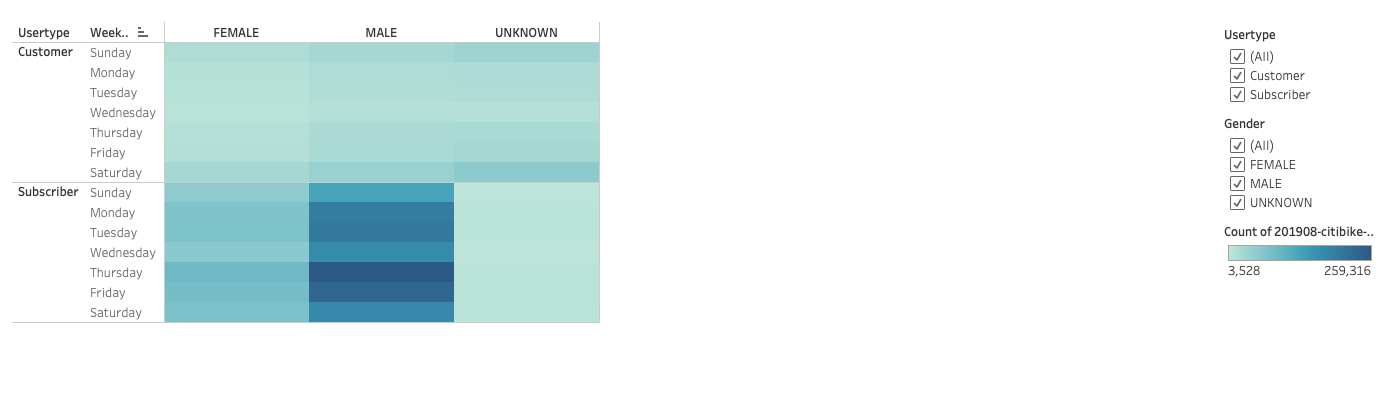 Usertype Week.. FEMALE MALE UNKNOWN
Customer Sunday
Monday
Tuesday
Wednesday
Thursday
Friday
Saturday
Subscriber Sunday
Monday
Tuesday
Wednesday
Thursday
Friday
Saturday
Usertype
(All)
Customer
Subscriber
Gender
(All)
FEMALE
MALE
UNKNOWN
Count of 201908-citibike-..
3,528 259,316